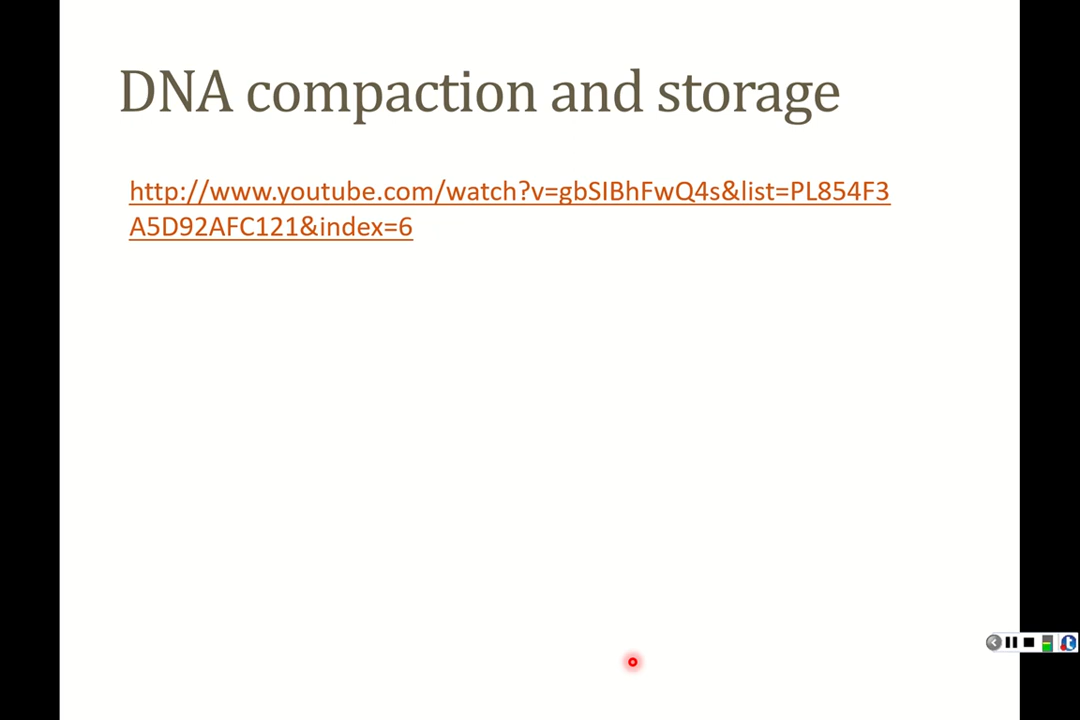 DNA compaction and storage
http://www.youtube.com/watch?v=gbSIBhFwQ4s&list=PL854F3
A5D92AFC121&index=6